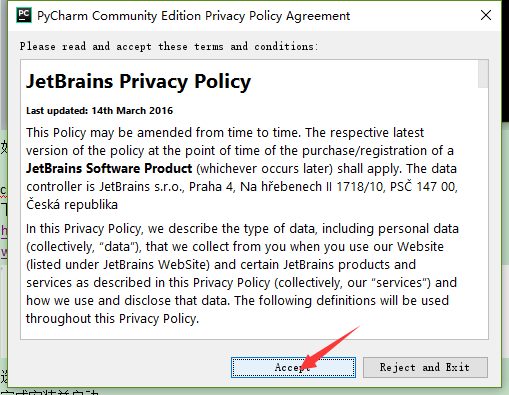 PyCharm Community Edition Privacy Policy Agreement
Please read and accept these terms and conditions:
JetBrains Privacy Policy
Last updated: 14th March 2016
This Policy may be amended from time to time. The respective latest
version of the policy at the point of time of the purchase/registration of a
JetBrains Software Product (whichever occurs later) shall apply. The data
controller is JetBrains s.r.o., Praha 4, Na hřebenech II 1718/10, PSČ 147 00,
Česká republika
In this Privacy Policy, we describe the type of data, including personal data
(collectively, “data”), that we collect from you when you use our Website
(listed under JetBrains WebSite) and certain JetBrains products and
services as described in this Privacy Policy (collectively, our “services”) and
how we use and disclose that data. The following definitions will be used
throughout this Privacy Policy.
Accept
Reject and Exit